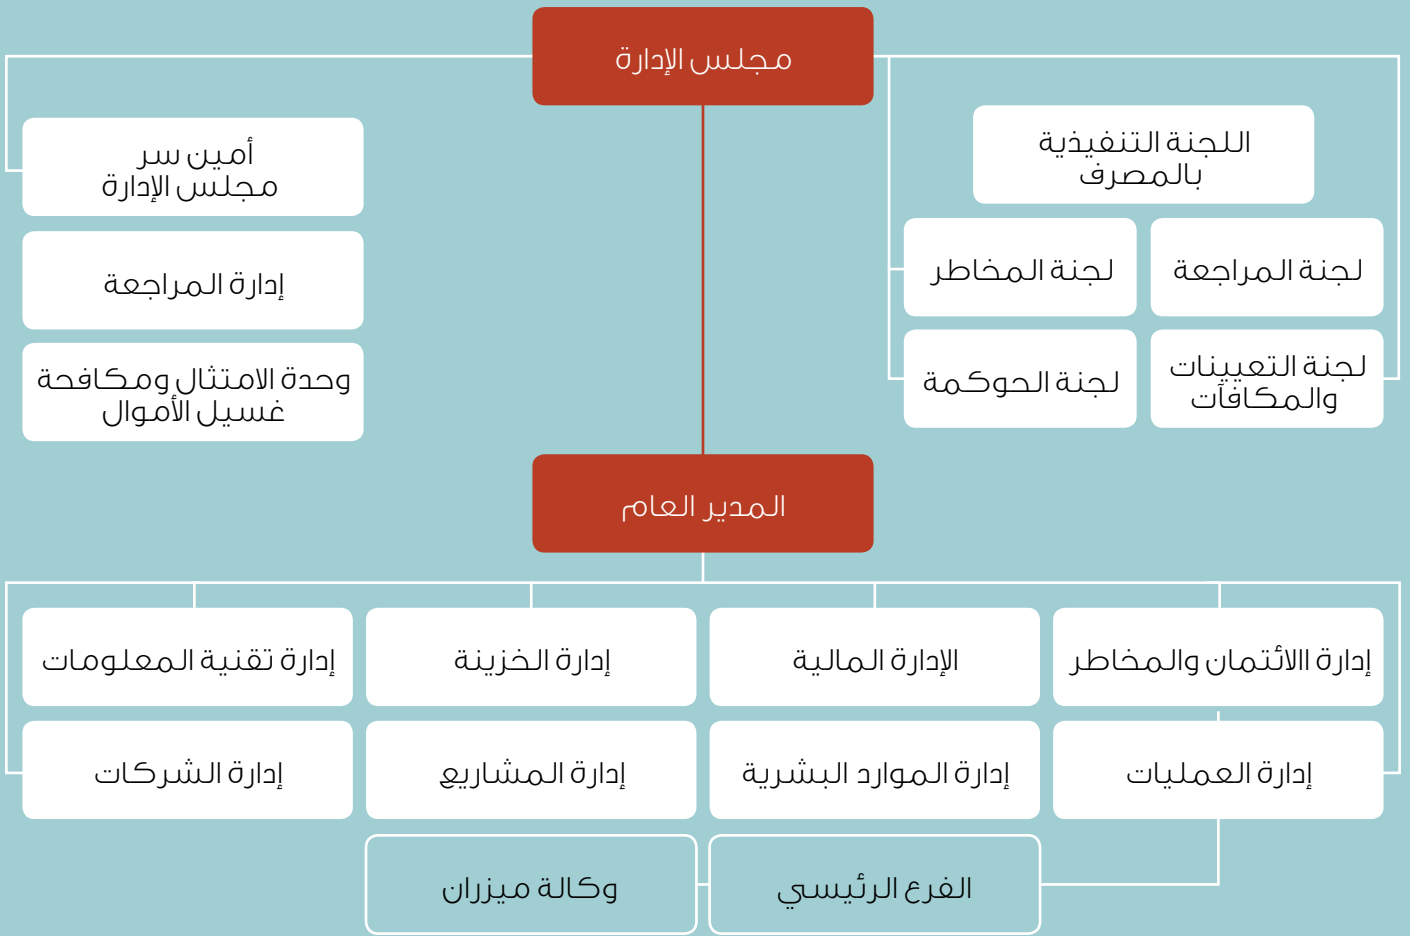 مجلس الإدارة
اللجنة التنفيذية
بالمصرف
لجنة المراجعة
لجنة المخاطر
لجنة التعيينات
والمكافآت
لجنة الحوكمة
أمين سر
مجلس الإدارة
إدارة المراجعة
وحدة الامتثال ومكافحة
غسيل الأموال
المدير العام
إدارة االائتمان والمخاطر
الإدارة المالية
إدارة الخزينة
إدارة تقنية المعلومات
إدارة العمليات
إدارة الموارد البشرية
إدارة المشاريع
إدارة الشركات
الفرع الرئيسي
وكالة ميزران